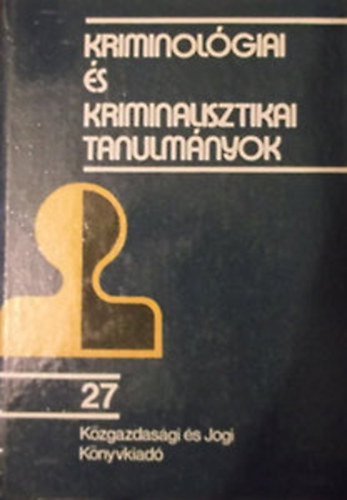 KRIMINOLÓGIAI
ÉS
KRIMINALISZTIKAI
TANULMÁNYOK
27
Közgazdasági és Jogi
Könyvkiadó